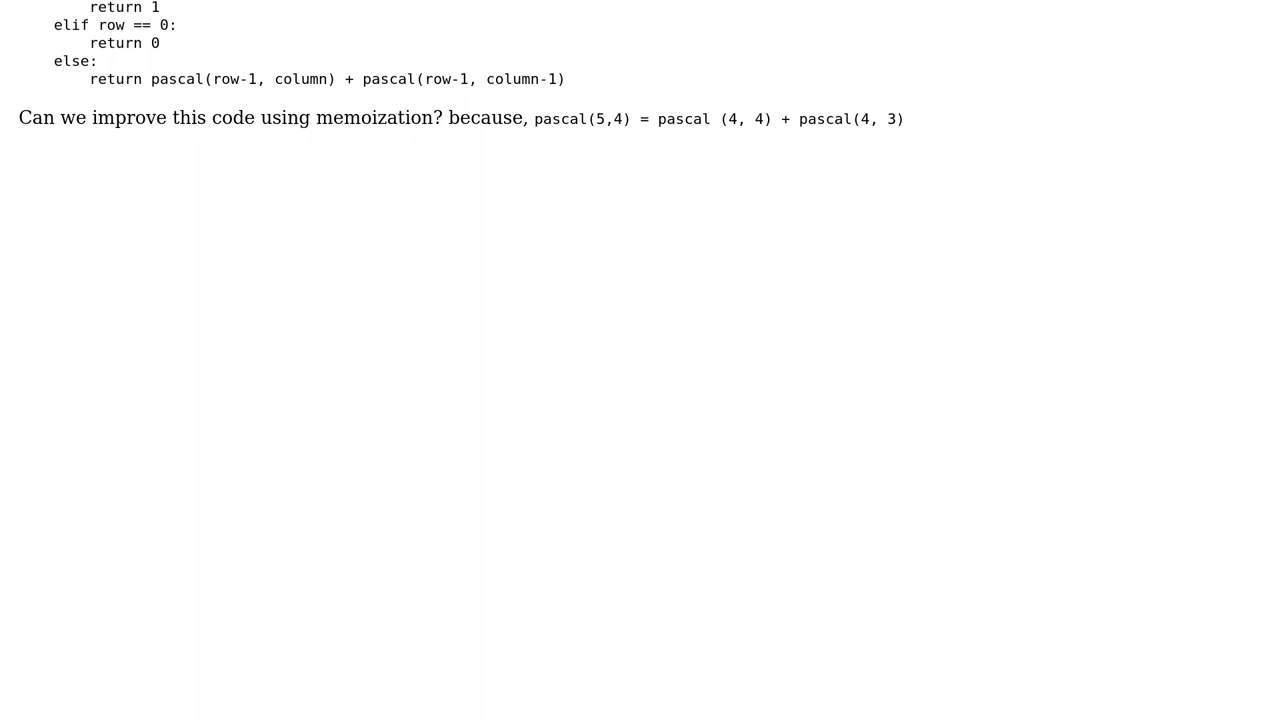 return 1
    elif row == 0:
        return 0
    else:
        return pascal(row-1, column) + pascal(row-1, column-1)
Can we improve this code using memoization? because, pascal(5,4) = pascal (4, 4) + pascal(4, 3)